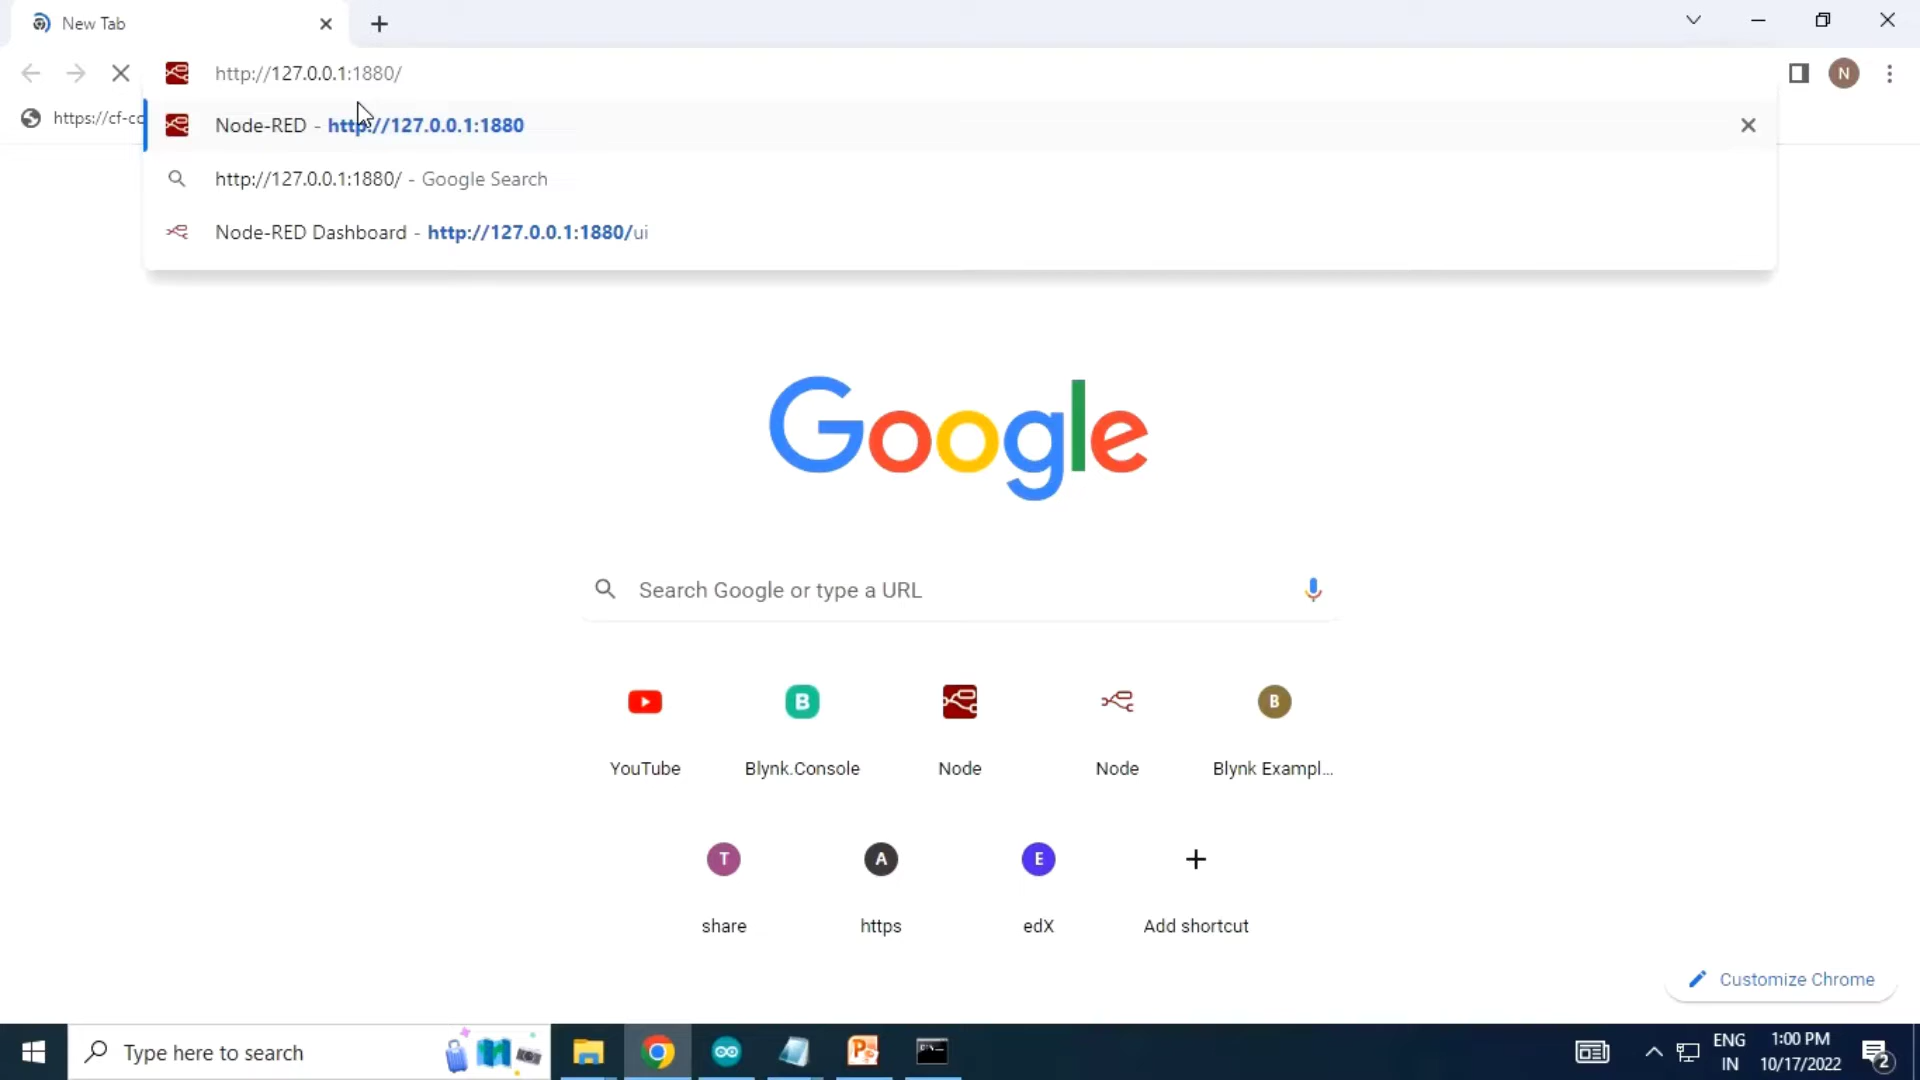 New Tab
http://127.0.0.1:1880/
https://cf-cc
Node-RED - http://127.0.0.1:1880
http://127.0.0.1:1880/ - Google Search
Node-RED Dashboard - http://127.0.0.1:1880/ui
N
Google
Search Google or type a URL
B
B
YouTube
Blynk.Console
Node
Node
Blynk Exampl...
T
A
E
share
https
edX
Add shortcut
Customize Chrome
Type here to search
ENG
IN
1:00 PM
10/17/2022
2